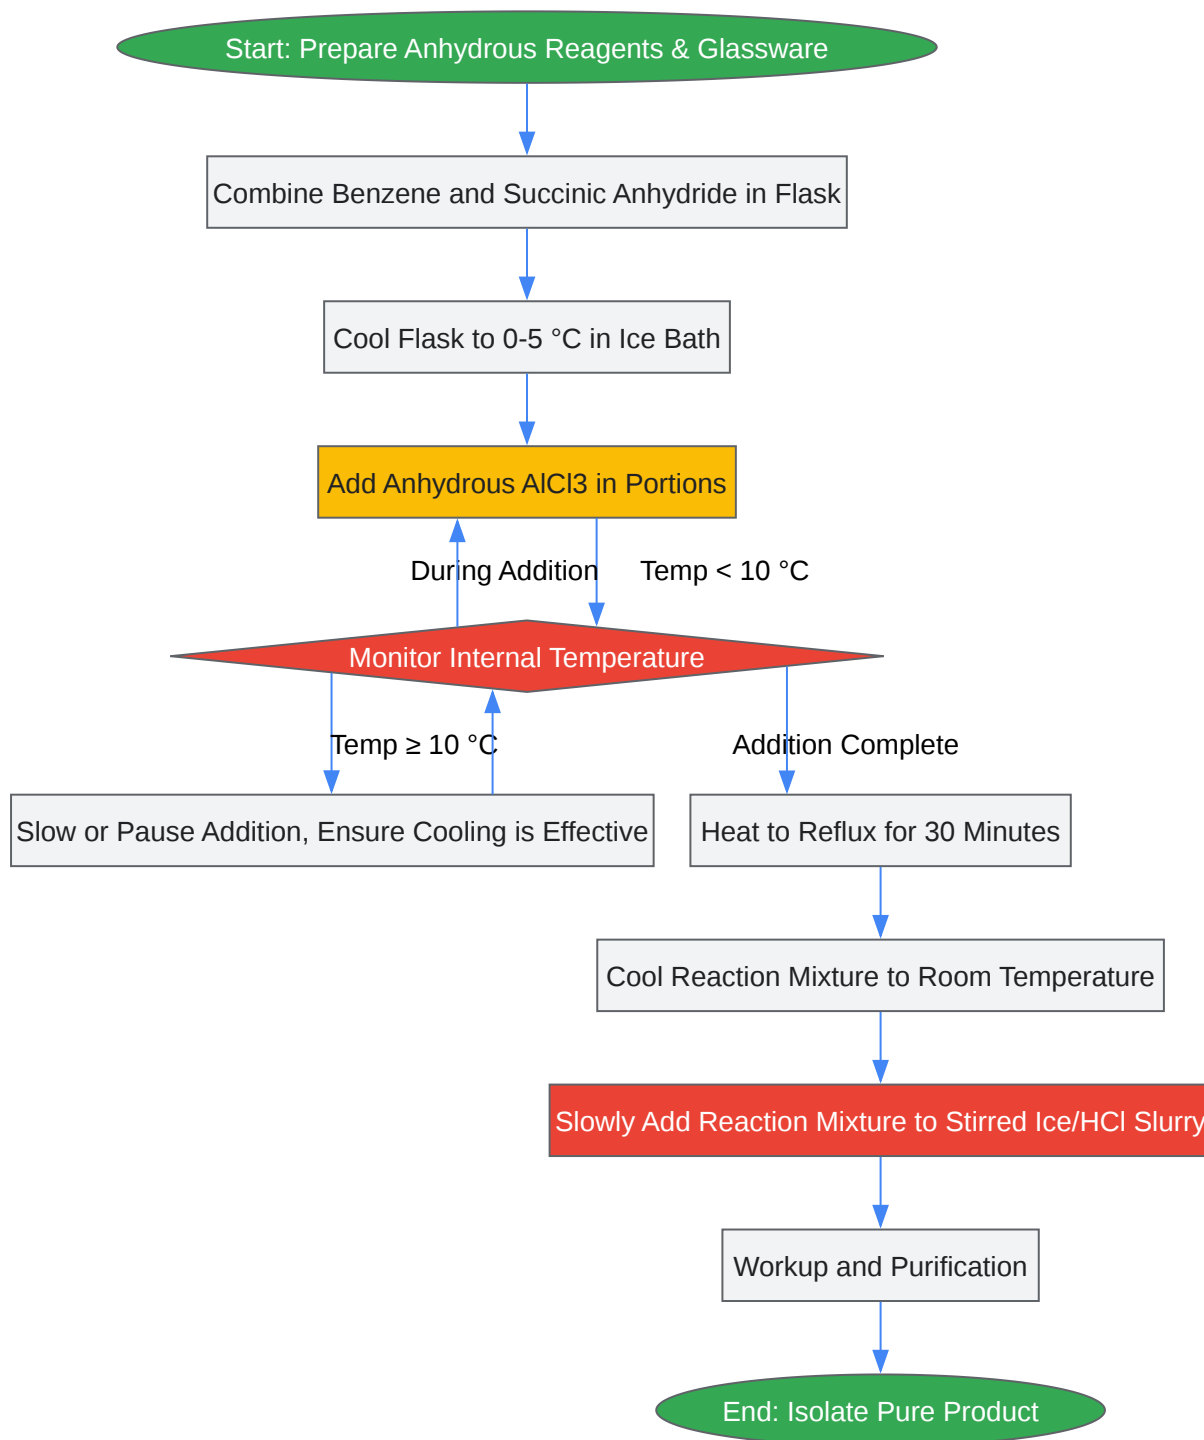 Start: Prepare Anhydrous Reagents & Glassware
Combine Benzene and Succinic Anhydride in Flask
Cool Flask to 0-5 °C in Ice Bath
Add Anhydrous AlCl3 in Portions
During Addition
Temp < 10 °C
Monitor Internal Temperature
Temp ≥ 10 °C
Addition Complete
Slow or Pause Addition, Ensure Cooling is Effective
Heat to Reflux for 30 Minutes
Cool Reaction Mixture to Room Temperature
Slowly Add Reaction Mixture to Stirred Ice/HCl Slurry
Workup and Purification
End: Isolate Pure Product